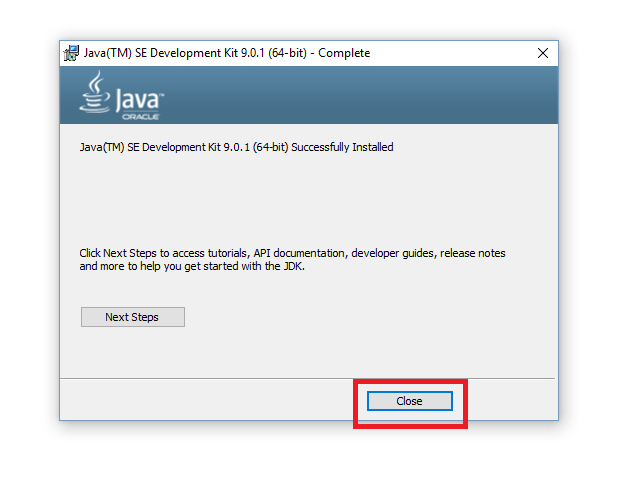 Java(TM) SE Development Kit 9.0.1 (64-bit) - Complete
Java™
ORACLE
Java(TM) SE Development Kit 9.0.1 (64-bit) Successfully Installed
Click Next Steps to access tutorials, API documentation, developer guides, release notes
and more to help you get started with the JDK.
Next Steps
Close